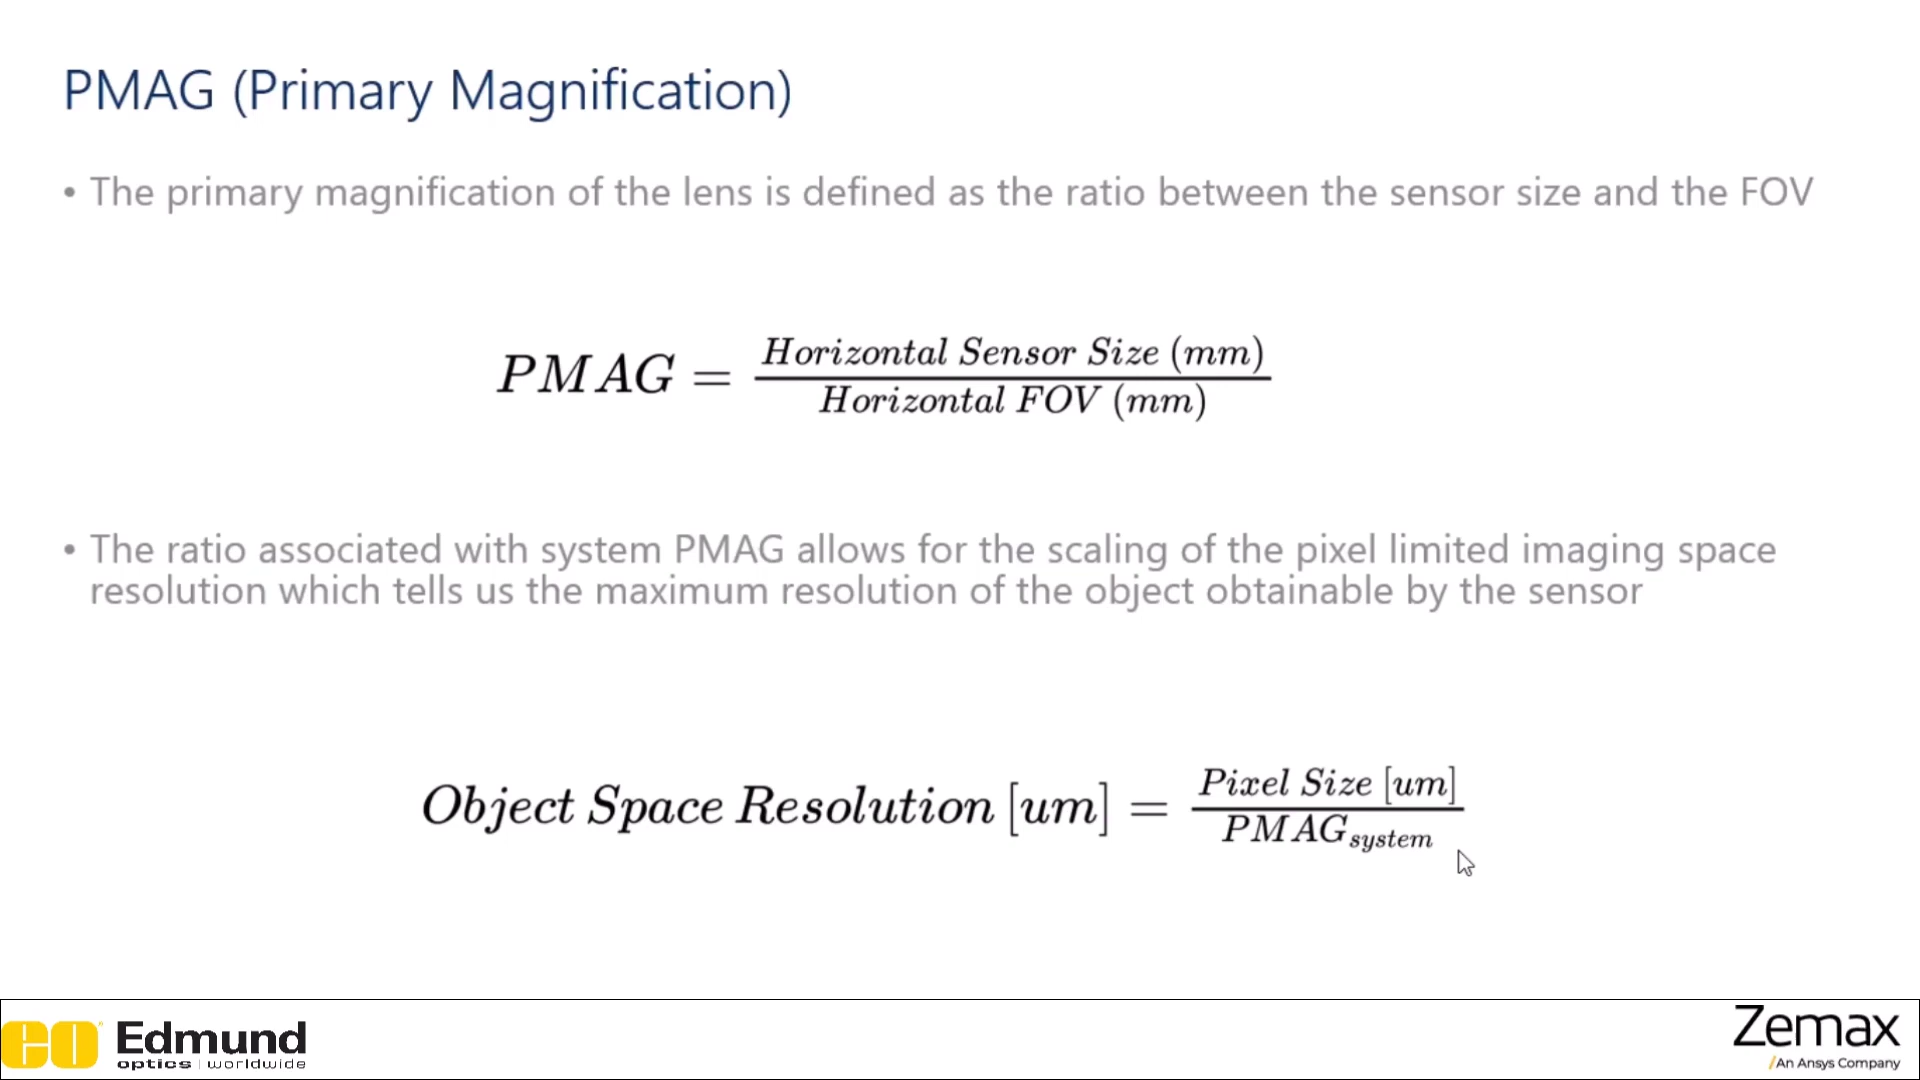 PMAG (Primary Magnification)
• The primary magnification of the lens is defined as the ratio between the sensor size and the FOV
PMAG = Horizontal Sensor Size (mm) / Horizontal FOV (mm)
• The ratio associated with system PMAG allows for the scaling of the pixel limited imaging space
resolution which tells us the maximum resolution of the object obtainable by the sensor
Object Space Resolution [um] = Pixel Size [um] / PMAG_system
EO Edmund
optics | worldwide
Zemax
/An Ansys Company